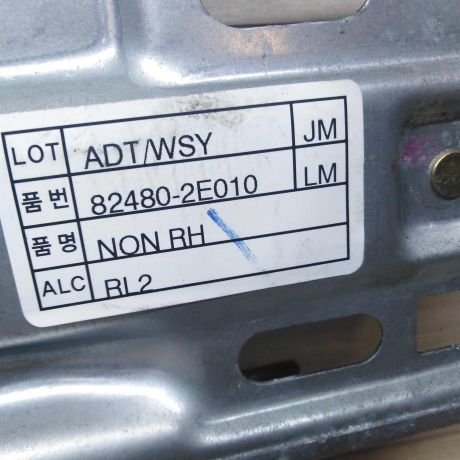 LOT ADT/WSY JM
품 번 82480-2E010 LM
품 명 NON RH
ALC RL2